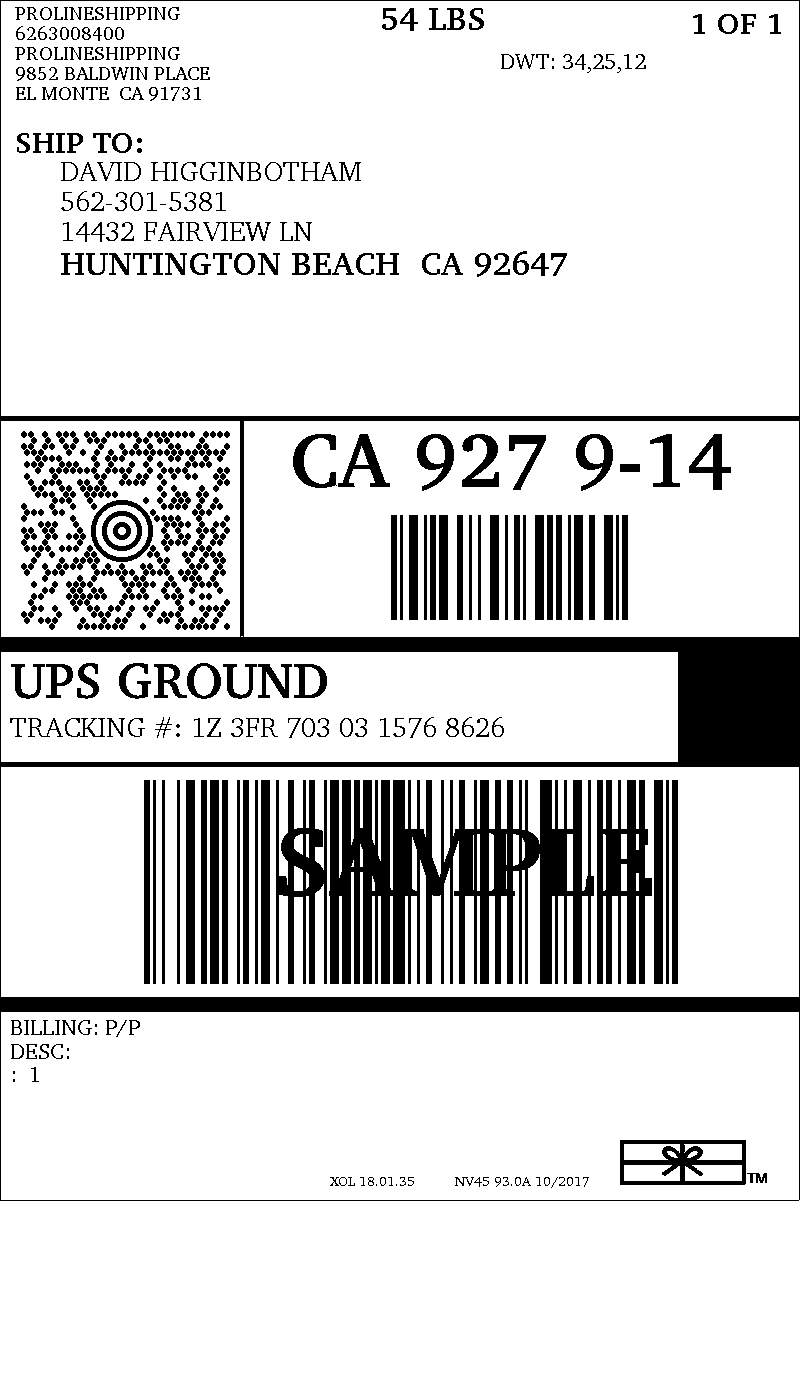 PROLINESHIPPING
6263008400
PROLINESHIPPING
9852 BALDWIN PLACE
EL MONTE  CA 91731
54 LBS
1 OF 1
DWT: 34,25,12
SHIP TO:
DAVID HIGGINBOTHAM
562-301-5381
14432 FAIRVIEW LN
HUNTINGTON BEACH  CA 92647
CA 927 9-14
UPS GROUND
TRACKING #: 1Z 3FR 703 03 1576 8626
SAMPLE
BILLING: P/P
DESC:
:  1
XOL 18.01.35
NV45 93.0A 10/2017
TM